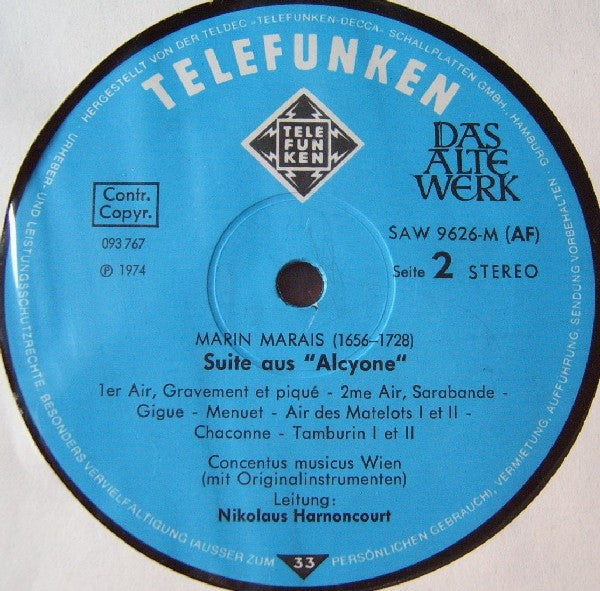 HERGESTELLT VON DER TELDEC »TELEFUNKEN-DECCA« SCHALLPLATTEN GMBH., HAMBURG
TELEFUNKEN
TELE
FUN
KEN
DAS
ALTE
WERK
Contr.
Copyr.
093 767
Ⓟ 1974
SAW 9626-M (AF)
Seite 2 STEREO
MARIN MARAIS (1656–1728)
Suite aus "Alcyone"
1er Air, Gravement et piqué - 2me Air, Sarabande -
Gigue - Menuet - Air des Matelots I et II -
Chaconne - Tamburin I et II
Concentus musicus Wien
(mit Originalinstrumenten)
Leitung:
Nikolaus Harnoncourt
33
URHEBER- UND LEISTUNGSSCHUTZRECHTE, BESONDERS VERVIELFÄLTIGUNG (AUSSER ZUM PERSÖNLICHEN GEBRAUCH), VERMIETUNG, AUFFÜHRUNG, SENDUNG VORBEHALTEN